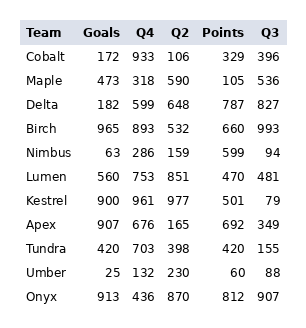 Team Goals Q4 Q2 Points Q3
Cobalt 172 933 106 329 396
Maple 473 318 590 105 536
Delta 182 599 648 787 827
Birch 965 893 532 660 993
Nimbus 63 286 159 599 94
Lumen 560 753 851 470 481
Kestrel 900 961 977 501 79
Apex 907 676 165 692 349
Tundra 420 703 398 420 155
Umber 25 132 230 60 88
Onyx 913 436 870 812 907